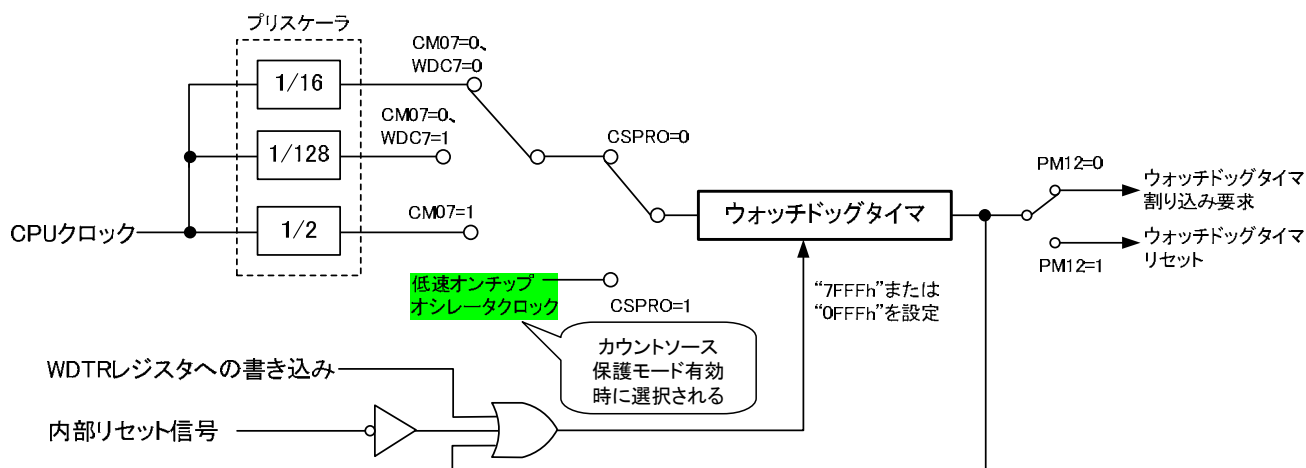 プリスケーラ
1/16
1/128
1/2
CPUクロック
CM07=0、
WDC7=0
CM07=0、
WDC7=1
CM07=1
CSPRO=0
低速オンチップ
オシレータクロック
CSPRO=1
カウントソース
保護モード有効
時に選択される
ウォッチドッグタイマ
“7FFFh”または
“0FFFh”を設定
PM12=0
ウォッチドッグタイマ
割り込み要求
ウォッチドッグタイマ
リセット
PM12=1
WDTRレジスタへの書き込み
内部リセット信号